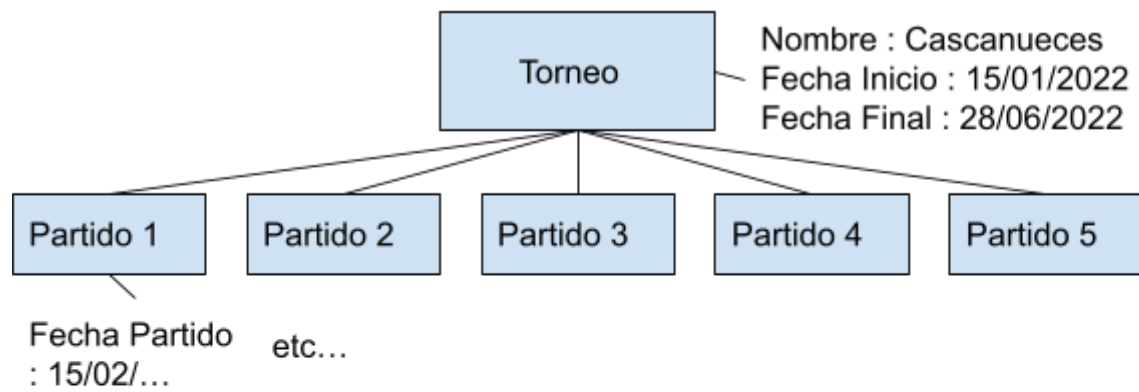 Torneo
Nombre : Cascanueces
Fecha Inicio : 15/01/2022
Fecha Final : 28/06/2022
Partido 1
Partido 2
Partido 3
Partido 4
Partido 5
Fecha Partido
: 15/02/…
etc…